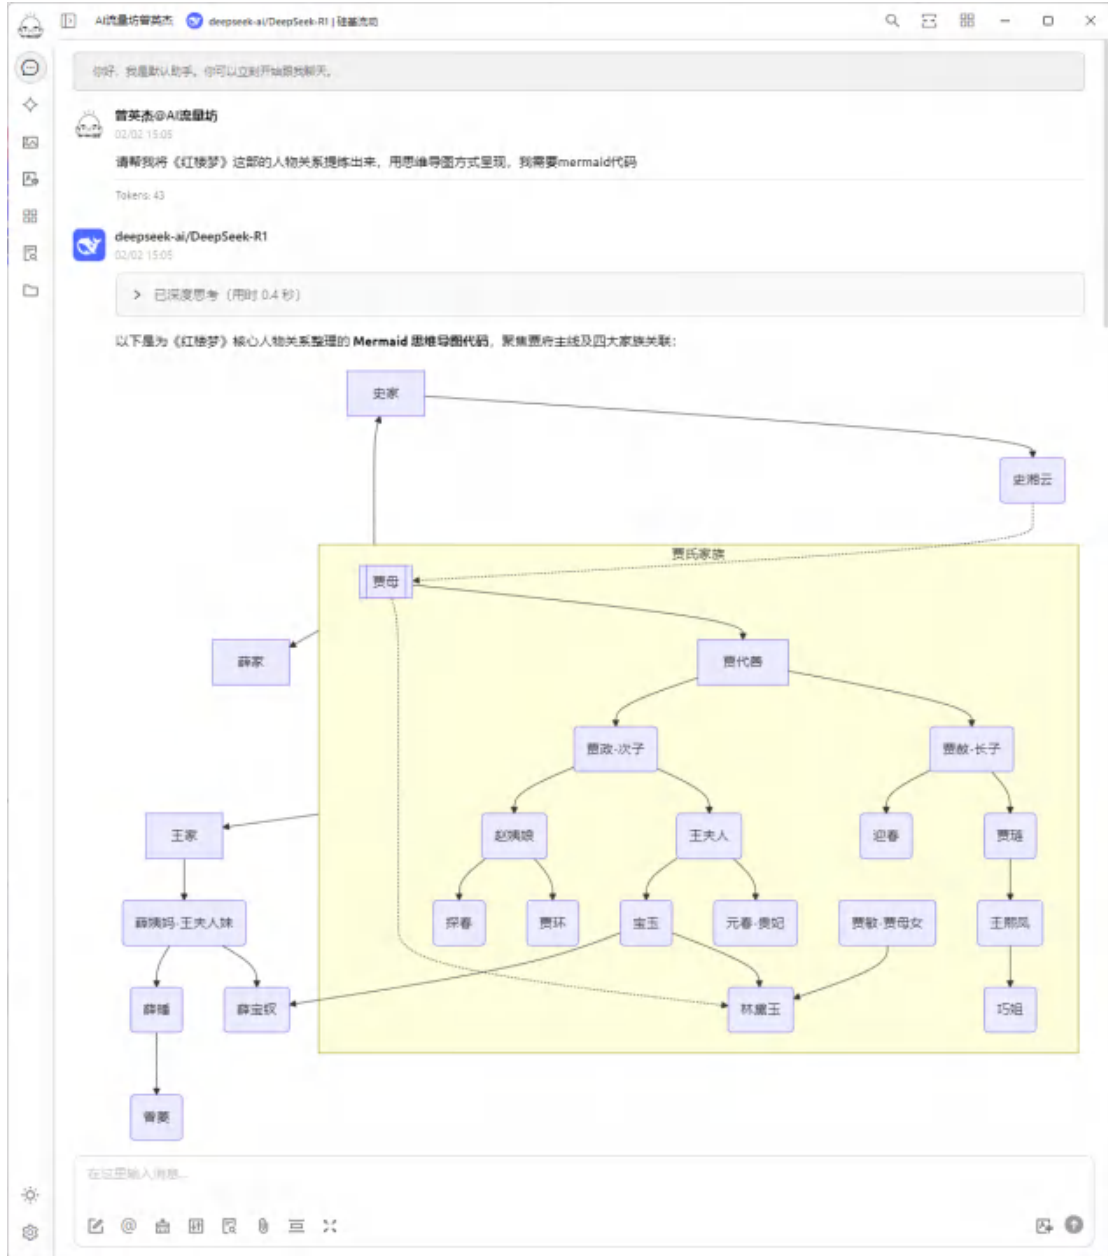 AI流量坊曾英杰 deepseek-ai/DeepSeek-R1 | 硅基流动
你好，我是默认助手。你可以立刻开始跟我聊天。
曾英杰@AI流量坊
02/02 15:05
请帮我将《红楼梦》这部的人物关系提炼出来，用思维导图方式呈现，我需要mermaid代码
Tokens: 43
deepseek-ai/DeepSeek-R1
02/02 15:05
已深度思考（用时 0.4 秒）
以下是为《红楼梦》核心人物关系整理的 Mermaid 思维导图代码，聚焦贾府主线及四大家族关联：
史家
史湘云
贾氏家族
贾母
薛家
贾代善
贾政-次子
贾赦-长子
王家
赵姨娘
王夫人
迎春
贾琏
薛姨妈-王夫人妹
探春
贾环
宝玉
元春-贵妃
贾敏-贾母女
王熙凤
薛蟠
薛宝钗
林黛玉
巧姐
香菱
在这里输入消息...